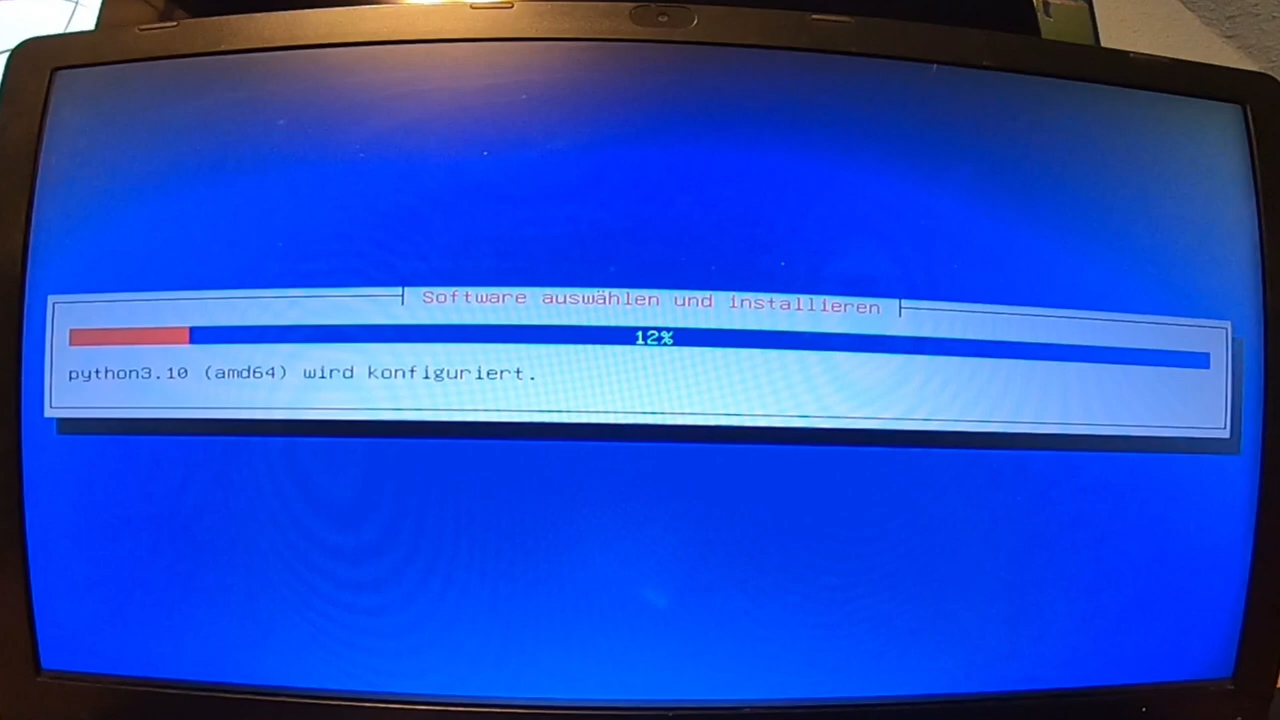 Software auswählen und installieren
12%
python3.10 (amd64) wird konfiguriert.